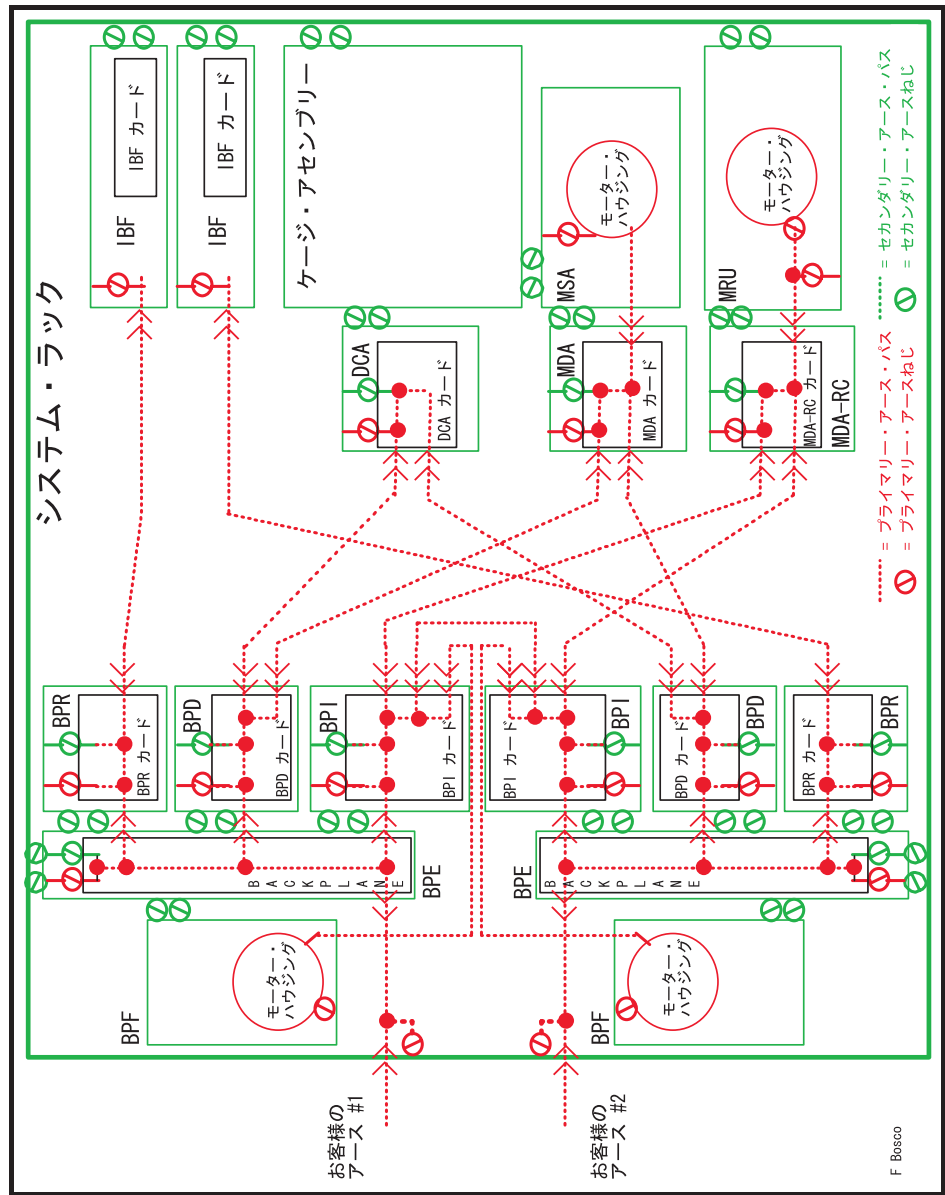 システム・ラック
IBF
IBF カード
IBF
IBF カード
ケージ・アセンブリー
DCA
DCA カード
MSA
モーター・
ハウジング
MDA
MDA カード
MRU
モーター・
ハウジング
MDA-RC カード
MDA-RC
BPR
BPR カード
BPD
BPD カード
BPI
BPI カード
BPI カード
BPI
BPD カード
BPD
BPR カード
BPR
BACKPLANE
BPE
BACKPLANE
BPE
BPF
モーター・
ハウジング
BPF
モーター・
ハウジング
お客様の
アース #1
お客様の
アース #2
= プライマリー・アース・パス
= プライマリー・アースねじ
= セカンダリー・アース・パス
= セカンダリー・アースねじ
F Bosco